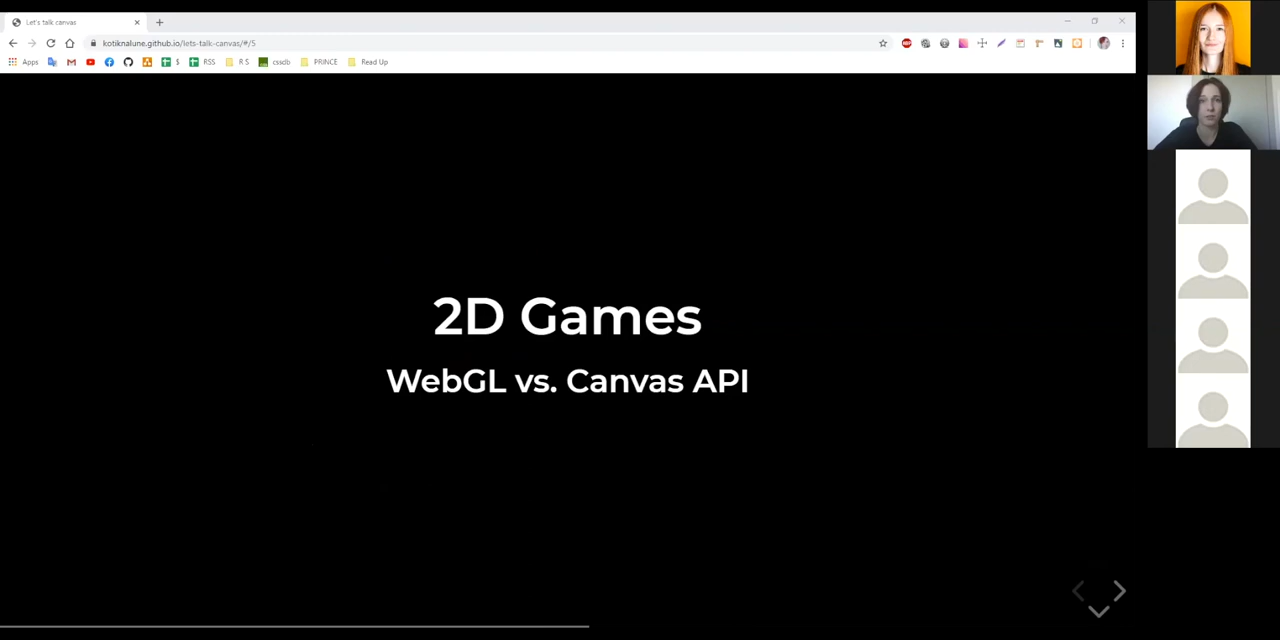 Let's talk canvas
kotiknalune.github.io/lets-talk-canvas/#/5
Apps $ RSS R S cssdb PRINCE Read Up
2D Games
WebGL vs. Canvas API